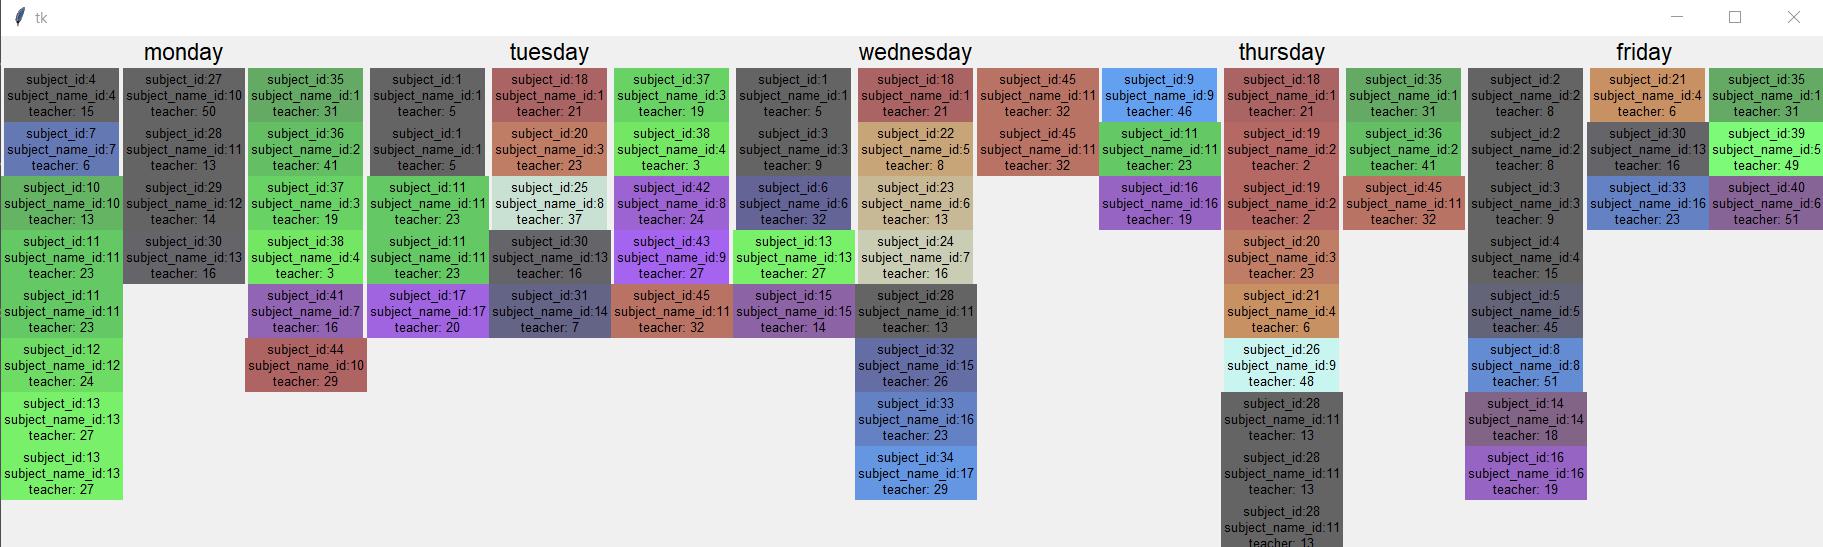 tk
monday
tuesday
wednesday
thursday
friday
subject_id:4
subject_name_id:4
teacher: 15
subject_id:7
subject_name_id:7
teacher: 6
subject_id:10
subject_name_id:10
teacher: 13
subject_id:11
subject_name_id:11
teacher: 23
subject_id:11
subject_name_id:11
teacher: 23
subject_id:12
subject_name_id:12
teacher: 24
subject_id:13
subject_name_id:13
teacher: 27
subject_id:13
subject_name_id:13
teacher: 27
subject_id:27
subject_name_id:10
teacher: 50
subject_id:28
subject_name_id:11
teacher: 13
subject_id:29
subject_name_id:12
teacher: 14
subject_id:30
subject_name_id:13
teacher: 16
subject_id:35
subject_name_id:1
teacher: 31
subject_id:36
subject_name_id:2
teacher: 41
subject_id:37
subject_name_id:3
teacher: 19
subject_id:38
subject_name_id:4
teacher: 3
subject_id:41
subject_name_id:7
teacher: 16
subject_id:44
subject_name_id:10
teacher: 29
subject_id:1
subject_name_id:1
teacher: 5
subject_id:1
subject_name_id:1
teacher: 5
subject_id:11
subject_name_id:11
teacher: 23
subject_id:11
subject_name_id:11
teacher: 23
subject_id:17
subject_name_id:17
teacher: 20
subject_id:18
subject_name_id:1
teacher: 21
subject_id:20
subject_name_id:3
teacher: 23
subject_id:25
subject_name_id:8
teacher: 37
subject_id:30
subject_name_id:13
teacher: 16
subject_id:31
subject_name_id:14
teacher: 7
subject_id:37
subject_name_id:3
teacher: 19
subject_id:38
subject_name_id:4
teacher: 3
subject_id:42
subject_name_id:8
teacher: 24
subject_id:43
subject_name_id:9
teacher: 27
subject_id:45
subject_name_id:11
teacher: 32
subject_id:1
subject_name_id:1
teacher: 5
subject_id:3
subject_name_id:3
teacher: 9
subject_id:6
subject_name_id:6
teacher: 32
subject_id:13
subject_name_id:13
teacher: 27
subject_id:15
subject_name_id:15
teacher: 14
subject_id:18
subject_name_id:1
teacher: 21
subject_id:22
subject_name_id:5
teacher: 8
subject_id:23
subject_name_id:6
teacher: 13
subject_id:24
subject_name_id:7
teacher: 16
subject_id:28
subject_name_id:11
teacher: 13
subject_id:32
subject_name_id:15
teacher: 26
subject_id:33
subject_name_id:16
teacher: 23
subject_id:34
subject_name_id:17
teacher: 29
subject_id:45
subject_name_id:11
teacher: 32
subject_id:45
subject_name_id:11
teacher: 32
subject_id:9
subject_name_id:9
teacher: 46
subject_id:11
subject_name_id:11
teacher: 23
subject_id:16
subject_name_id:16
teacher: 19
subject_id:18
subject_name_id:1
teacher: 21
subject_id:19
subject_name_id:2
teacher: 2
subject_id:19
subject_name_id:2
teacher: 2
subject_id:20
subject_name_id:3
teacher: 23
subject_id:21
subject_name_id:4
teacher: 6
subject_id:26
subject_name_id:9
teacher: 48
subject_id:28
subject_name_id:11
teacher: 13
subject_id:28
subject_name_id:11
teacher: 13
subject_id:28
subject_name_id:11
teacher: 13
subject_id:35
subject_name_id:1
teacher: 31
subject_id:36
subject_name_id:2
teacher: 41
subject_id:45
subject_name_id:11
teacher: 32
subject_id:2
subject_name_id:2
teacher: 8
subject_id:2
subject_name_id:2
teacher: 8
subject_id:3
subject_name_id:3
teacher: 9
subject_id:4
subject_name_id:4
teacher: 15
subject_id:5
subject_name_id:5
teacher: 45
subject_id:8
subject_name_id:8
teacher: 51
subject_id:14
subject_name_id:14
teacher: 18
subject_id:16
subject_name_id:16
teacher: 19
subject_id:21
subject_name_id:4
teacher: 6
subject_id:30
subject_name_id:13
teacher: 16
subject_id:33
subject_name_id:16
teacher: 23
subject_id:35
subject_name_id:1
teacher: 31
subject_id:39
subject_name_id:5
teacher: 49
subject_id:40
subject_name_id:6
teacher: 51